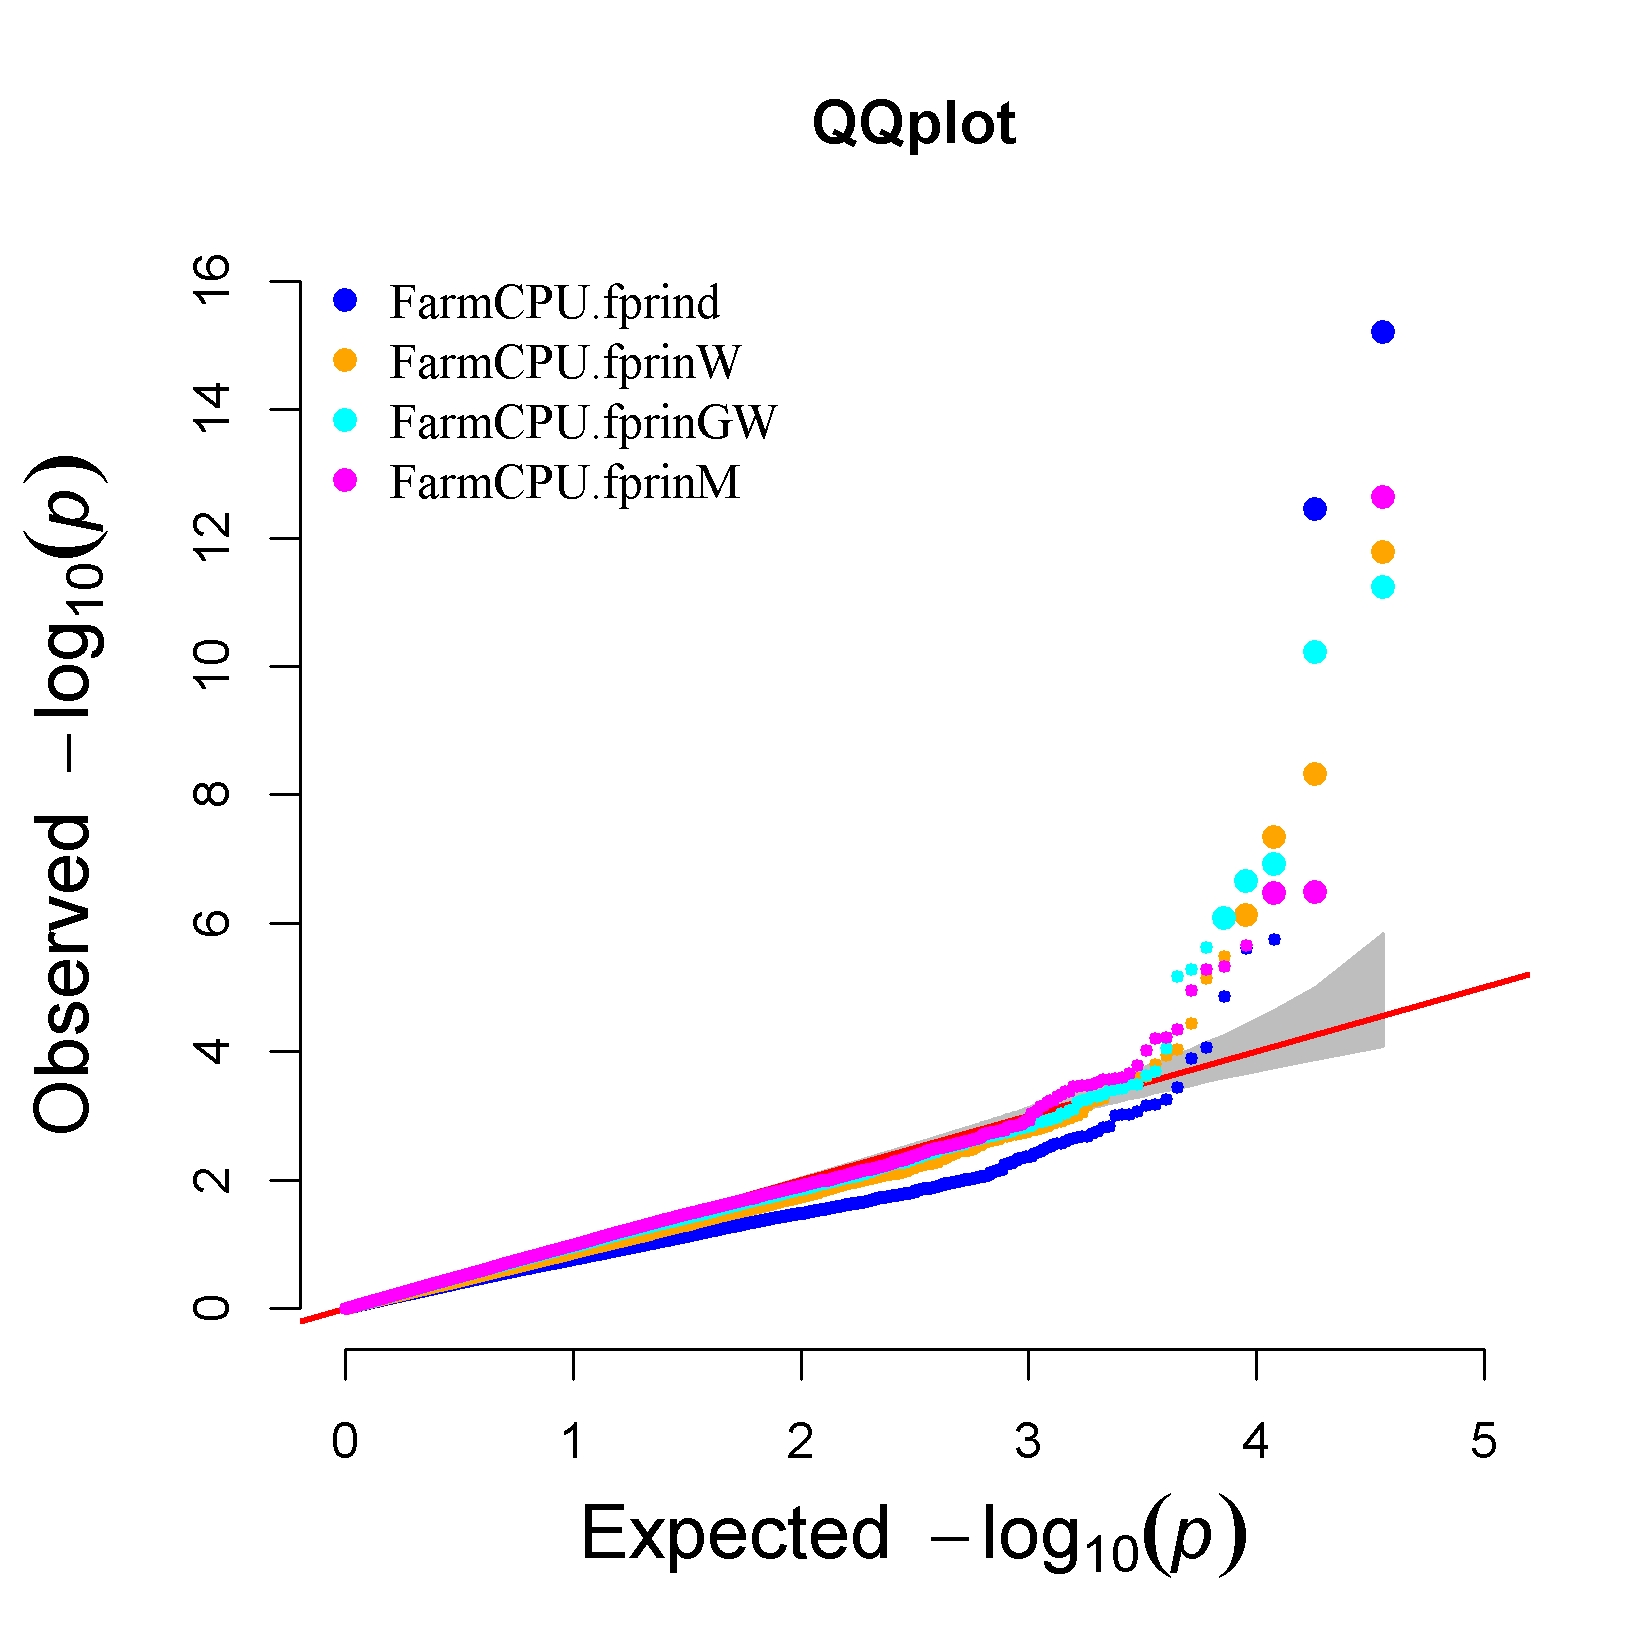 QQplot
FarmCPU.fprind
FarmCPU.fprinW
FarmCPU.fprinGW
FarmCPU.fprinM
16
14
12
10
8
6
4
2
0
Observed −log₁₀(p)
0 1 2 3 4 5
Expected −log₁₀(p)